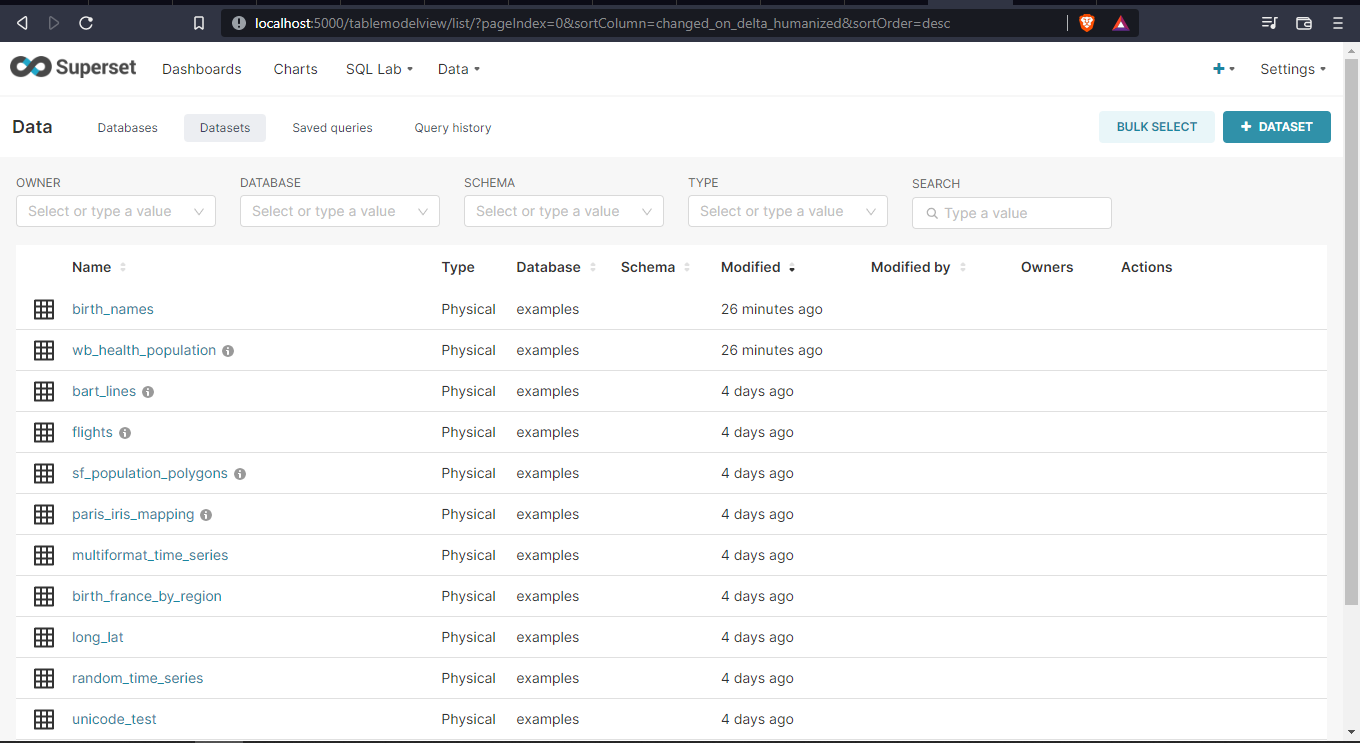 localhost:5000/tablemodelview/list/?pageIndex=0&sortColumn=changed_on_delta_humanized&sortOrder=desc
Superset Dashboards Charts SQL Lab Data Settings
Data Databases Datasets Saved queries Query history BULK SELECT + DATASET
OWNER DATABASE SCHEMA TYPE SEARCH
Select or type a value Select or type a value Select or type a value Select or type a value Type a value
Name Type Database Schema Modified Modified by Owners Actions
birth_names Physical examples 26 minutes ago
wb_health_population Physical examples 26 minutes ago
bart_lines Physical examples 4 days ago
flights Physical examples 4 days ago
sf_population_polygons Physical examples 4 days ago
paris_iris_mapping Physical examples 4 days ago
multiformat_time_series Physical examples 4 days ago
birth_france_by_region Physical examples 4 days ago
long_lat Physical examples 4 days ago
random_time_series Physical examples 4 days ago
unicode_test Physical examples 4 days ago